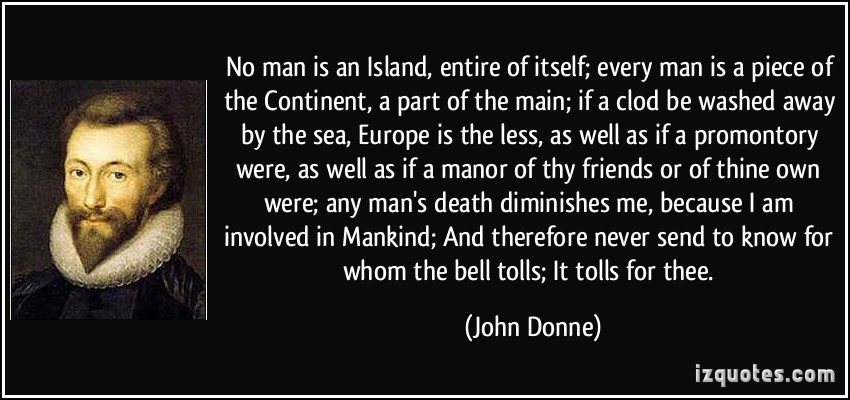 No man is an Island, entire of itself; every man is a piece of
the Continent, a part of the main; if a clod be washed away
by the sea, Europe is the less, as well as if a promontory
were, as well as if a manor of thy friends or of thine own
were; any man's death diminishes me, because I am
involved in Mankind; And therefore never send to know for
whom the bell tolls; It tolls for thee.
(John Donne)
izquotes.com